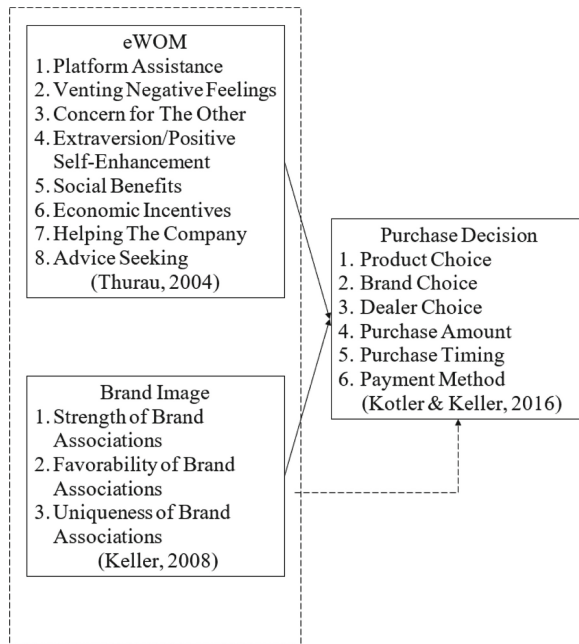 eWOM
1. Platform Assistance
2. Venting Negative Feelings
3. Concern for The Other
4. Extraversion/Positive
Self-Enhancement
5. Social Benefits
6. Economic Incentives
7. Helping The Company
8. Advice Seeking
(Thurau, 2004)
Brand Image
1. Strength of Brand
Associations
2. Favorability of Brand
Associations
3. Uniqueness of Brand
Associations
(Keller, 2008)
Purchase Decision
1. Product Choice
2. Brand Choice
3. Dealer Choice
4. Purchase Amount
5. Purchase Timing
6. Payment Method
(Kotler & Keller, 2016)